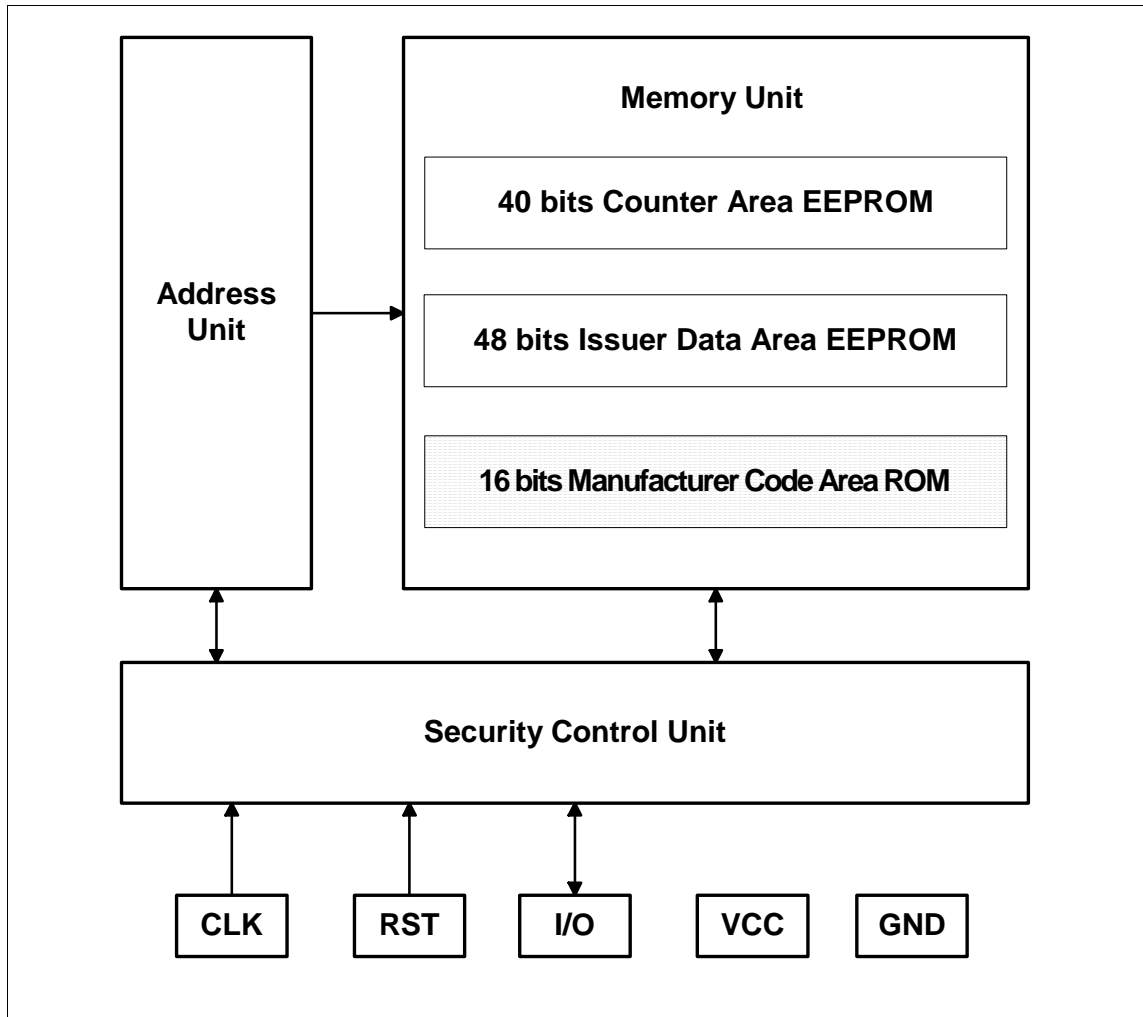 Memory Unit
40 bits Counter Area EEPROM
Address
Unit
48 bits Issuer Data Area EEPROM
16 bits Manufacturer Code Area ROM
Security Control Unit
CLK
RST
I/O
VCC
GND